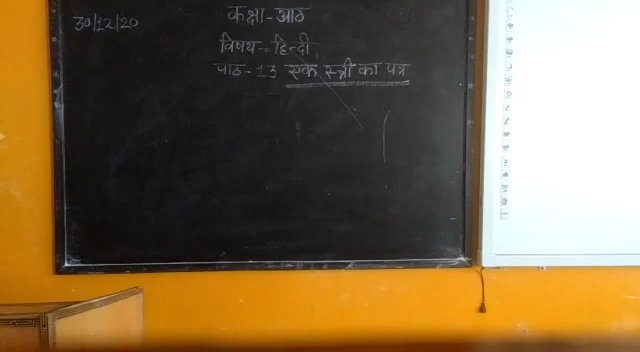 30/12/20
कक्षा-आठ
विषय-हिन्दी
पाठ-13 एक स्त्री का पत्र